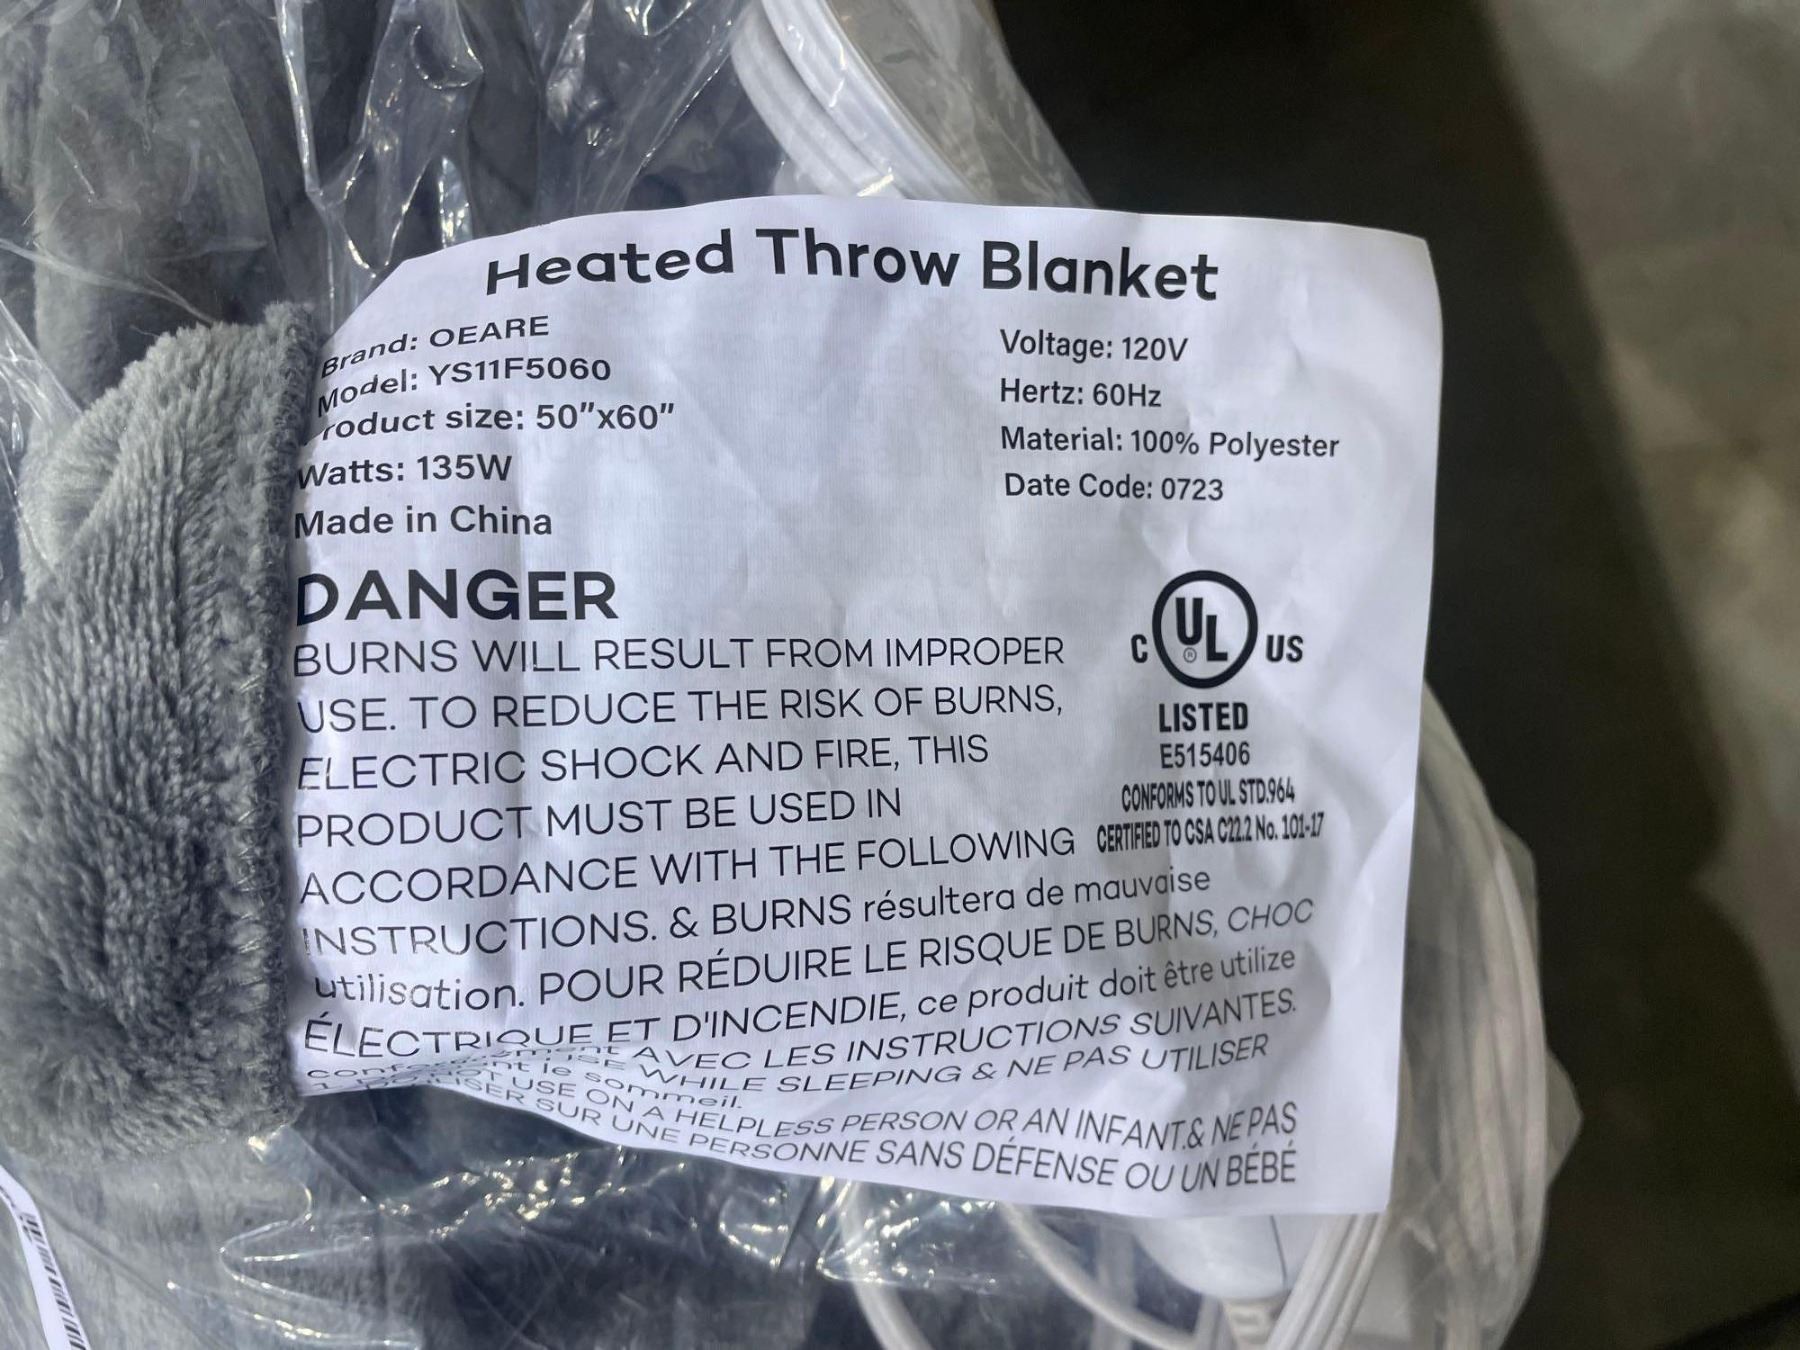 Heated Throw Blanket
Brand: OEARE
Model: YS11F5060
roduct size: 50"x60"
Watts: 135W
Made in China
Voltage: 120V
Hertz: 60Hz
Material: 100% Polyester
Date Code: 0723
DANGER
BURNS WILL RESULT FROM IMPROPER
USE. TO REDUCE THE RISK OF BURNS,
ELECTRIC SHOCK AND FIRE, THIS
PRODUCT MUST BE USED IN
ACCORDANCE WITH THE FOLLOWING
INSTRUCTIONS. & BURNS résultera de mauvaise
utilisation. POUR RÉDUIRE LE RISQUE DE BURNS, CHOC
ÉLECTRIQUE ET D'INCENDIE, ce produit doit être utilize
AVEC LES INSTRUCTIONS SUIVANTES.
WHILE SLEEPING & NE PAS UTILISER
le sommeil.
USE ON A HELPLESS PERSON OR AN INFANT.& NE PAS
SUR UNE PERSONNE SANS DÉFENSE OU UN BÉBÉ
C UL ® US
LISTED
E515406
CONFORMS TO UL STD.964
CERTIFIED TO CSA C22.2 No. 101-17